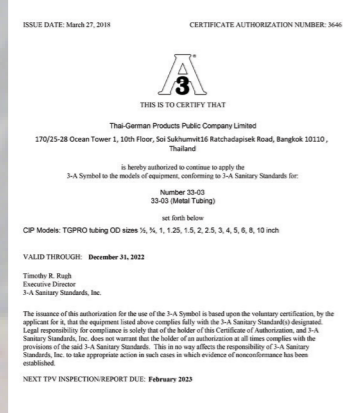 ISSUE DATE: March 27, 2018 CERTIFICATE AUTHORIZATION NUMBER: 3646
A
3
THIS IS TO CERTIFY THAT
Thai-German Products Public Company Limited
170/25-28 Ocean Tower 1, 10th Floor, Soi Sukhumvit16 Ratchadapisek Road, Bangkok 10110 ,
Thailand
is hereby authorized to continue to apply the
3-A Symbol to the models of equipment, conforming to 3-A Sanitary Standards for:
Number 33-03
33-03 (Metal Tubing)
set forth below
CIP Models: TGPRO tubing OD sizes ½, ¾, 1, 1.25, 1.5, 2, 2.5, 3, 4, 5, 6, 8, 10 inch
VALID THROUGH: December 31, 2022
Timothy R. Rugh
Executive Director
3-A Sanitary Standards, Inc.
The issuance of this authorization for the use of the 3-A Symbol is based upon the voluntary certification, by the
applicant for it, that the equipment listed above complies fully with the 3-A Sanitary Standard(s) designated.
Legal responsibility for compliance is solely that of the holder of this Certificate of Authorization, and 3-A
Sanitary Standards, Inc. does not warrant that the holder of an authorization at all times complies with the
provisions of the said 3-A Sanitary Standards. This in no way affects the responsibility of 3-A Sanitary
Standards, Inc. to take appropriate action in such cases in which evidence of nonconformance has been
established.
NEXT TPV INSPECTION/REPORT DUE: February 2023